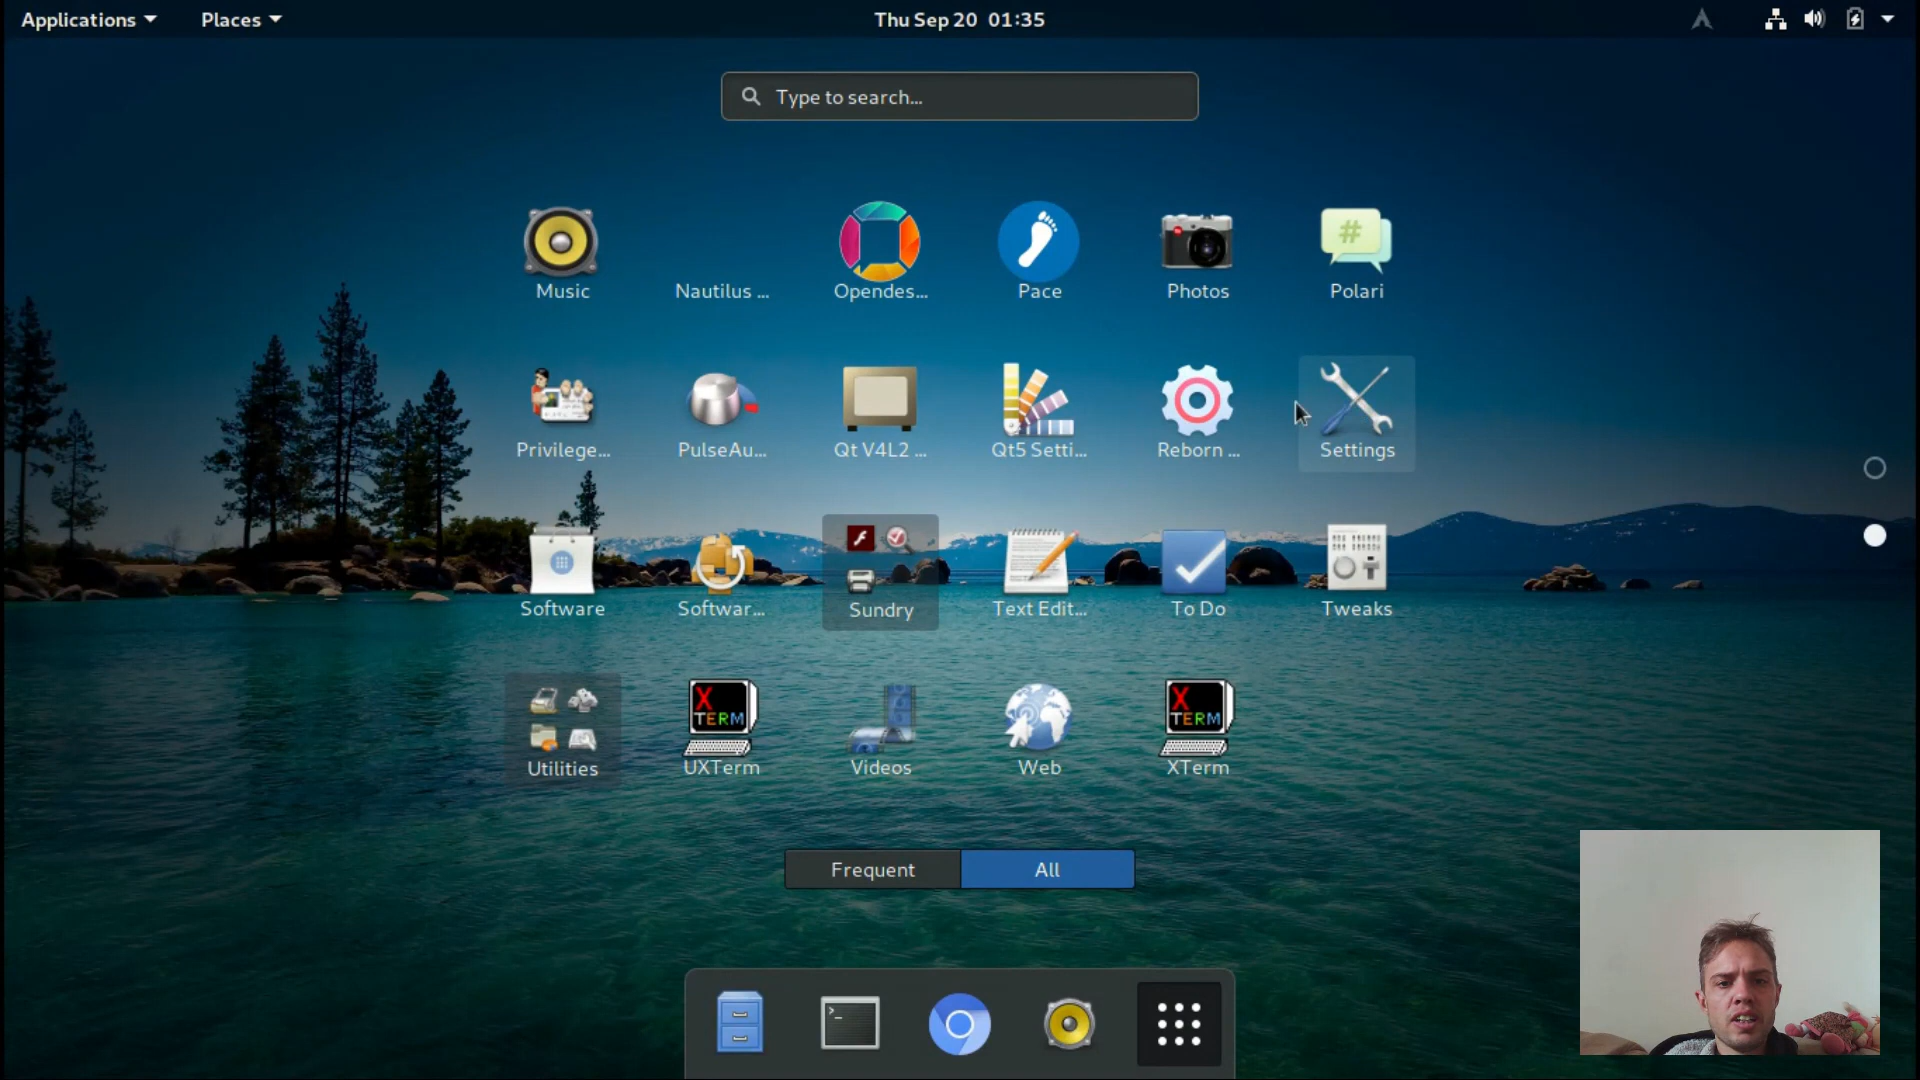 Applications
Places
Thu Sep 20 01:35
Type to search...
Music
Nautilus ...
Opendes...
Pace
Photos
Polari
#
Privilege...
PulseAu...
Qt V4L2 ...
Qt5 Setti...
Reborn ...
Settings
Software
Softwar...
Sundry
Text Edit...
To Do
Tweaks
Utilities
X TERM
UXTerm
Videos
Web
X TERM
XTerm
Frequent
All
>_